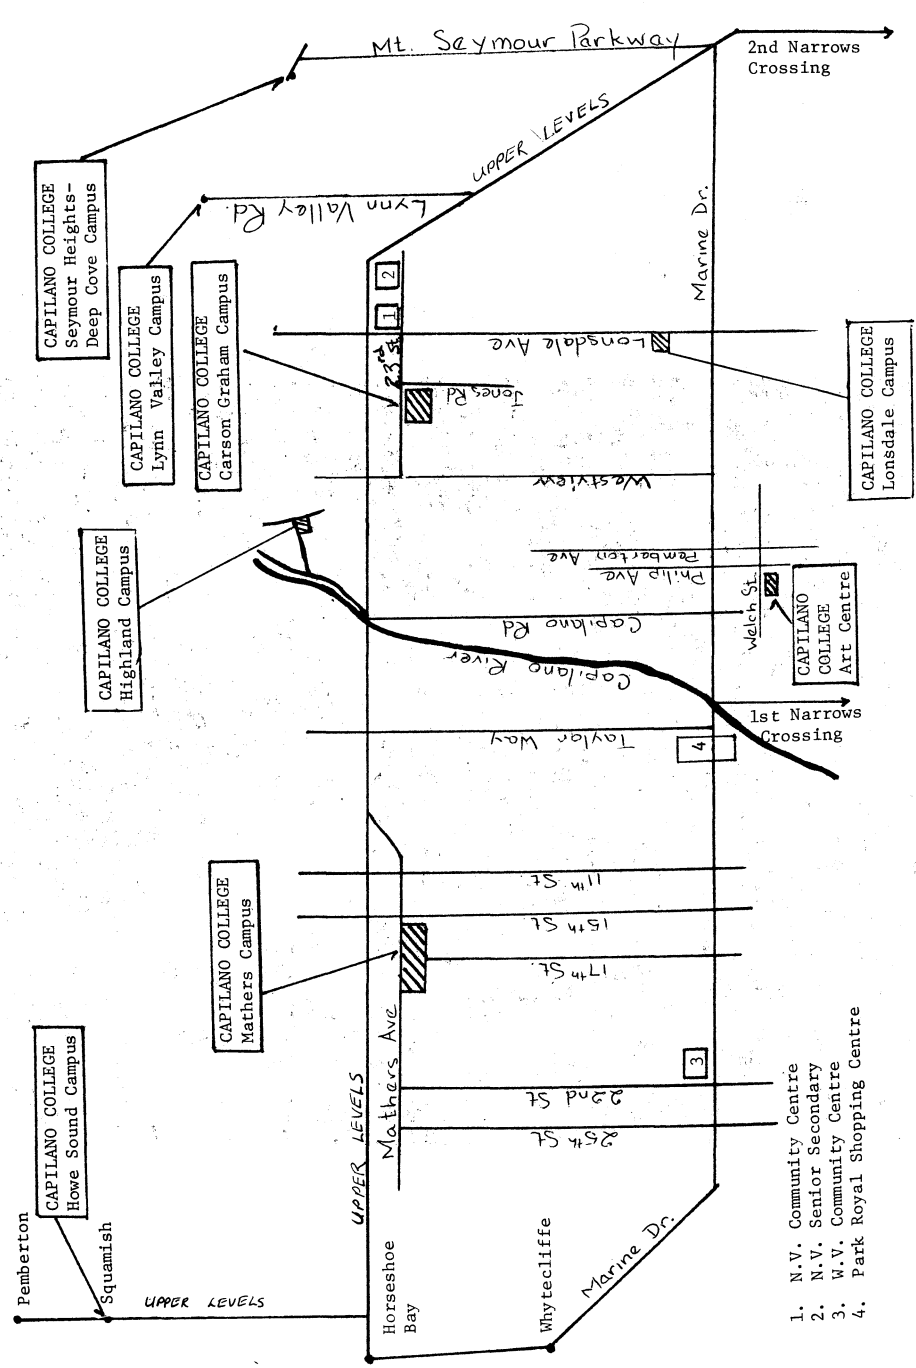 Mt. Seymour Parkway
2nd Narrows
Crossing
UPPER LEVELS
CAPILANO COLLEGE
Seymour Heights-
Deep Cove Campus
Lynn Valley Rd.
Marine Dr.
CAPILANO COLLEGE
Lynn Valley Campus
CAPILANO COLLEGE
Carson Graham Campus
2
1
23rd St.
Lonsdale Ave
Jones Rd
CAPILANO COLLEGE
Lonsdale Campus
Westview
CAPILANO COLLEGE
Highland Campus
Pemberton Ave
Philip Ave
Welch St.
CAPILANO
COLLEGE
Art Centre
Capilano Rd
Capilano River
1st Narrows
Crossing
Taylor Way
4
11th St.
15th St
17th St.
CAPILANO COLLEGE
Mathers Campus
Mathers Ave
3
22nd St
25th St
UPPER LEVELS
CAPILANO COLLEGE
Howe Sound Campus
Pemberton
Squamish
UPPER LEVELS
Horseshoe
Bay
Whytecliffe
Marine Dr.
1. N.V. Community Centre
2. N.V. Senior Secondary
3. W.V. Community Centre
4. Park Royal Shopping Centre